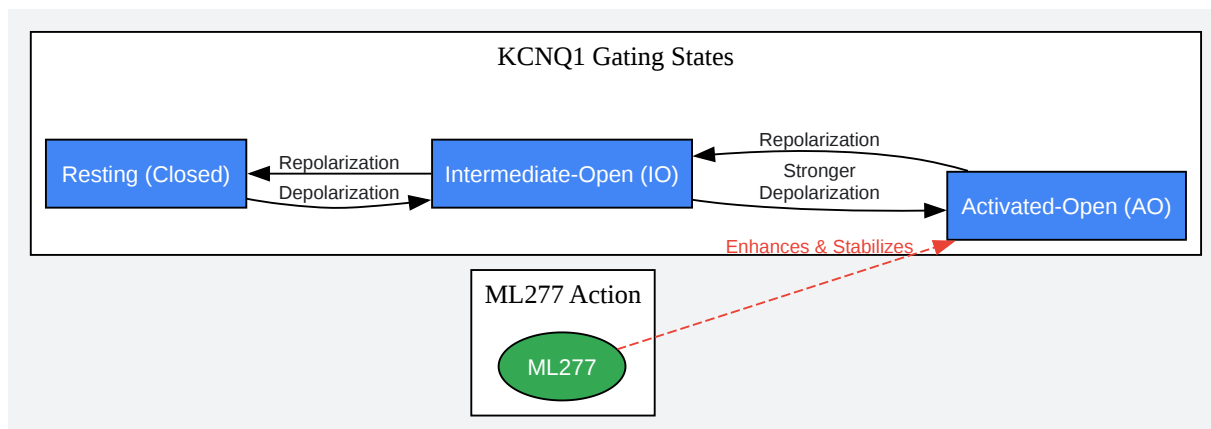 KCNQ1 Gating States
Repolarization
Repolarization
Stronger
Depolarization
Resting (Closed)
Depolarization
Intermediate-Open (IO)
Activated-Open (AO)
Enhances & Stabilizes
ML277 Action
ML277